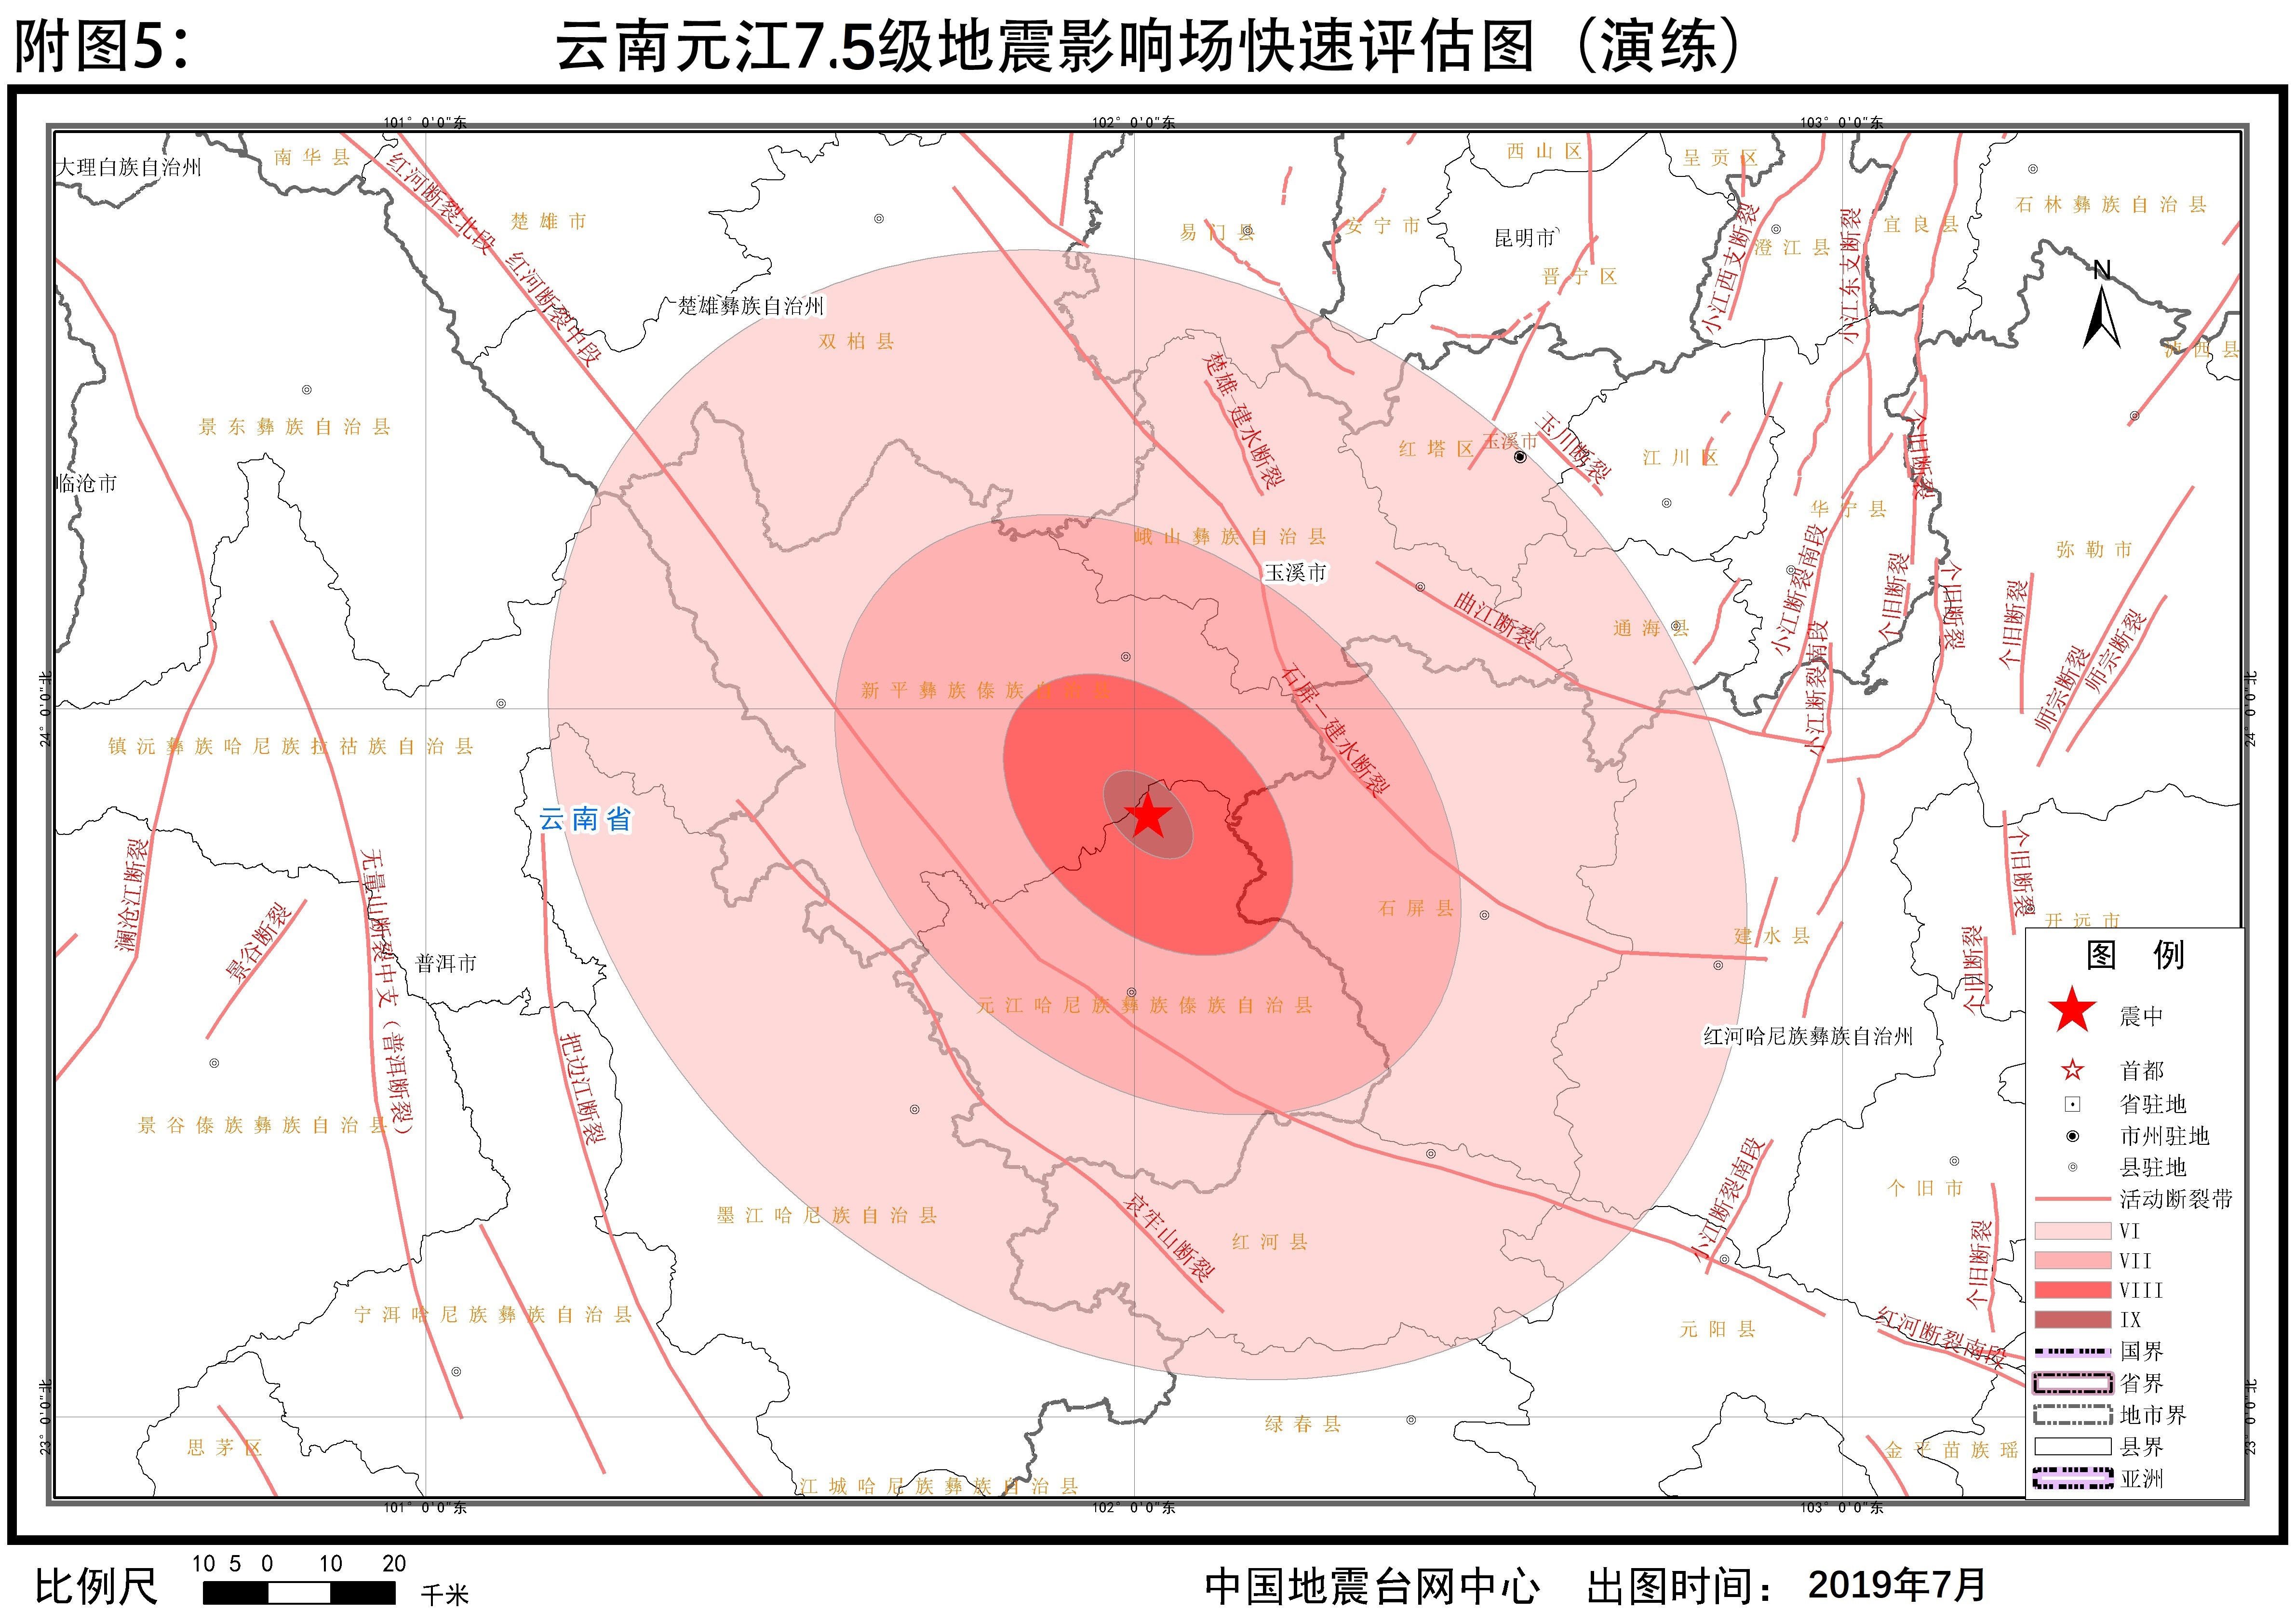 附图5：
云南元江7.5级地震影响场快速评估图（演练）
101° 0'0"东
102° 0'0"东
103° 0'0"东
大理白族自治州
南华县
红河断裂北段
楚雄市
红河断裂中段
楚雄彝族自治州
双柏县
易门县
安宁市
西山区
昆明市
晋宁区
呈贡区
澄江县
小江西支断裂
小江东支断裂
宜良县
石林彝族自治县
N
泸西县
景东彝族自治县
临沧市
楚雄-建水断裂
红塔区
玉溪市
玉川断裂
江川区
个旧断裂
华宁县
峨山彝族自治县
玉溪市
曲江断裂
通海县
小江断裂南段
小江断裂南段
个旧断裂
个旧断裂
个旧断裂
弥勒市
师宗断裂
师宗断裂
24° 0'0"北
24° 0'0"北
新平彝族傣族自治县
石屏－建水断裂
镇沅彝族哈尼族拉祜族自治县
云南省
澜沧江断裂
无量山断裂中支（普洱断裂）
景谷断裂
普洱市
石屏县
建水县
个旧断裂
开远市
个旧断裂
元江哈尼族彝族傣族自治县
红河哈尼族彝族自治州
把边江断裂
景谷傣族彝族自治县
墨江哈尼族自治县
哀牢山断裂
红河县
小江断裂南段
个旧市
个旧断裂
宁洱哈尼族彝族自治县
元阳县
红河断裂南段
绿春县
思茅区
金平苗族瑶
江城哈尼族彝族自治县
23° 0'0"北
23° 0'0"北
101° 0'0"东
102° 0'0"东
103° 0'0"东
图 例
震中
首都
省驻地
市州驻地
县驻地
活动断裂带
VI
VII
VIII
IX
国界
省界
地市界
县界
亚洲
比例尺
10 5 0 10 20
千米
中国地震台网中心 出图时间： 2019年7月